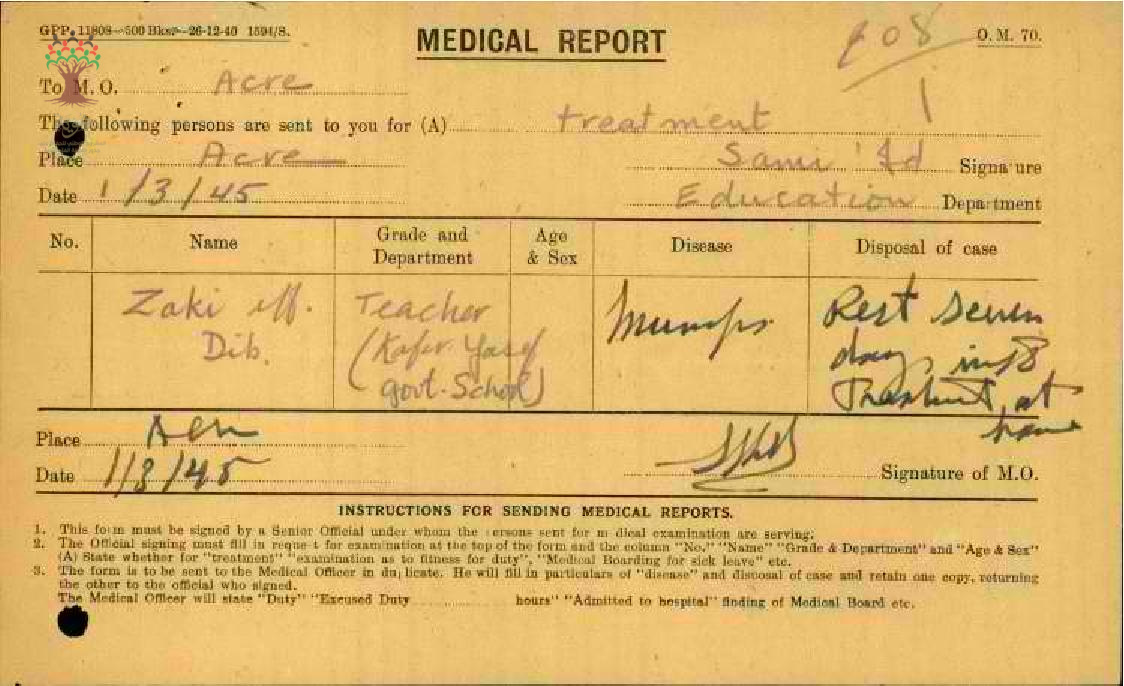 GPP. 11808—500 Bks.—26-12-40 1594/S.
MEDICAL REPORT
O. M. 70.
To M. O. Acre
1
The following persons are sent to you for (A) treatment
Place Acre
Sami Signature
Date 1/3/45
Education Department
No. Name Grade and Department Age & Sex Disease Disposal of case
Zaki eff. Dib. Teacher (Kafr Yasif govt. School) Mumps Rest seven days in Treatment at home
Place Acre
Date 1/3/45
Signature of M.O.
INSTRUCTIONS FOR SENDING MEDICAL REPORTS.
1. This form must be signed by a Senior Official under whom the persons sent for medical examination are serving;
2. The Official signing must fill in request for examination at the top of the form and the column "No." "Name" "Grade & Department" and "Age & Sex"
(A) State whether for "treatment" "examination as to fitness for duty", "Medical Boarding for sick leave" etc.
3. The form is to be sent to the Medical Officer in duplicate. He will fill in particulars of "disease" and disposal of case and retain one copy, returning
the other to the official who signed.
The Medical Officer will state "Duty" "Excused Duty hours" "Admitted to hospital" finding of Medical Board etc.